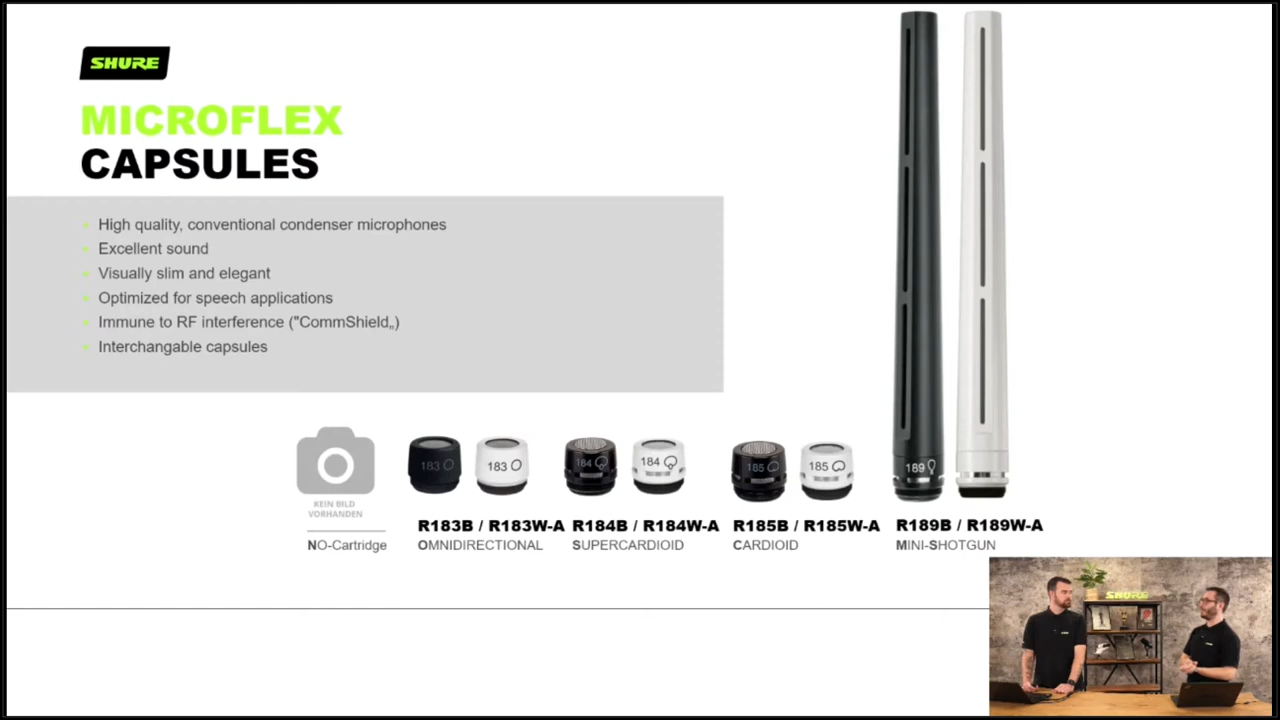 SHURE
MICROFLEX
CAPSULES
High quality, conventional condenser microphones
Excellent sound
Visually slim and elegant
Optimized for speech applications
Immune to RF interference ("CommShield„)
Interchangable capsules
183
183
184
184
185
185
189
KEIN BILD
VORHANDEN
R183B / R183W-A
R184B / R184W-A
R185B / R185W-A
R189B / R189W-A
NO-Cartridge
OMNIDIRECTIONAL
SUPERCARDIOID
CARDIOID
MINI-SHOTGUN
SHURE